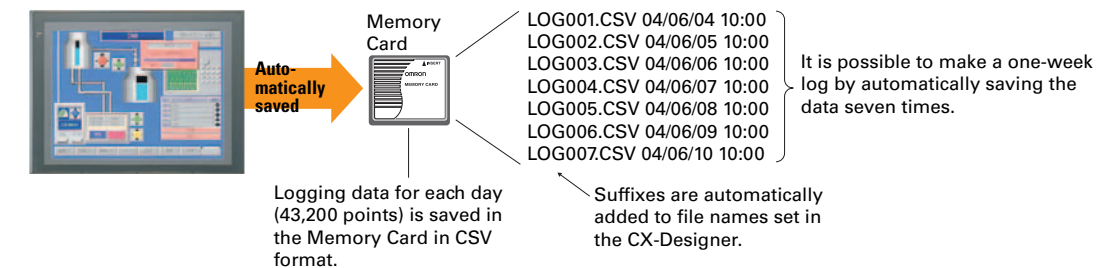 Auto-
matically
saved
Memory
Card
INSERT
OMRON
MEMORY CARD
LOG001.CSV 04/06/04 10:00
LOG002.CSV 04/06/05 10:00
LOG003.CSV 04/06/06 10:00
LOG004.CSV 04/06/07 10:00
LOG005.CSV 04/06/08 10:00
LOG006.CSV 04/06/09 10:00
LOG007.CSV 04/06/10 10:00
It is possible to make a one-week
log by automatically saving the
data seven times.
Logging data for each day
(43,200 points) is saved in
the Memory Card in CSV
format.
Suffixes are automatically
added to file names set in
the CX-Designer.